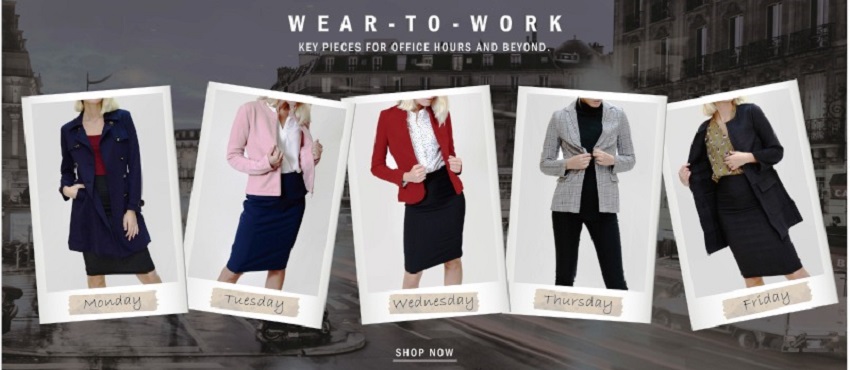 WEAR-TO-WORK
KEY PIECES FOR OFFICE HOURS AND BEYOND.
Monday
Tuesday
Wednesday
Thursday
Friday
SHOP NOW